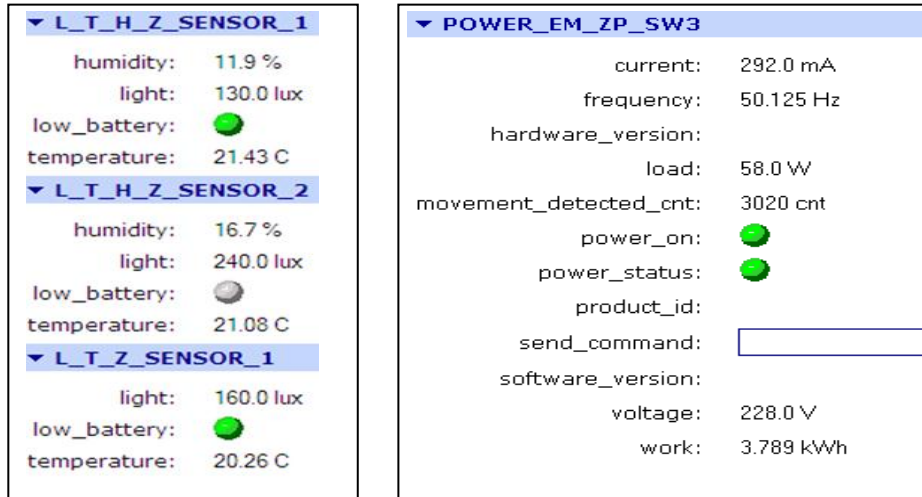 L_T_H_Z_SENSOR_1
humidity: 11.9 %
light: 130.0 lux
low_battery:
temperature: 21.43 C
L_T_H_Z_SENSOR_2
humidity: 16.7 %
light: 240.0 lux
low_battery:
temperature: 21.08 C
L_T_Z_SENSOR_1
light: 160.0 lux
low_battery:
temperature: 20.26 C
POWER_EM_ZP_SW3
current: 292.0 mA
frequency: 50.125 Hz
hardware_version:
load: 58.0 W
movement_detected_cnt: 3020 cnt
power_on:
power_status:
product_id:
send_command:
software_version:
voltage: 228.0 V
work: 3.789 kWh